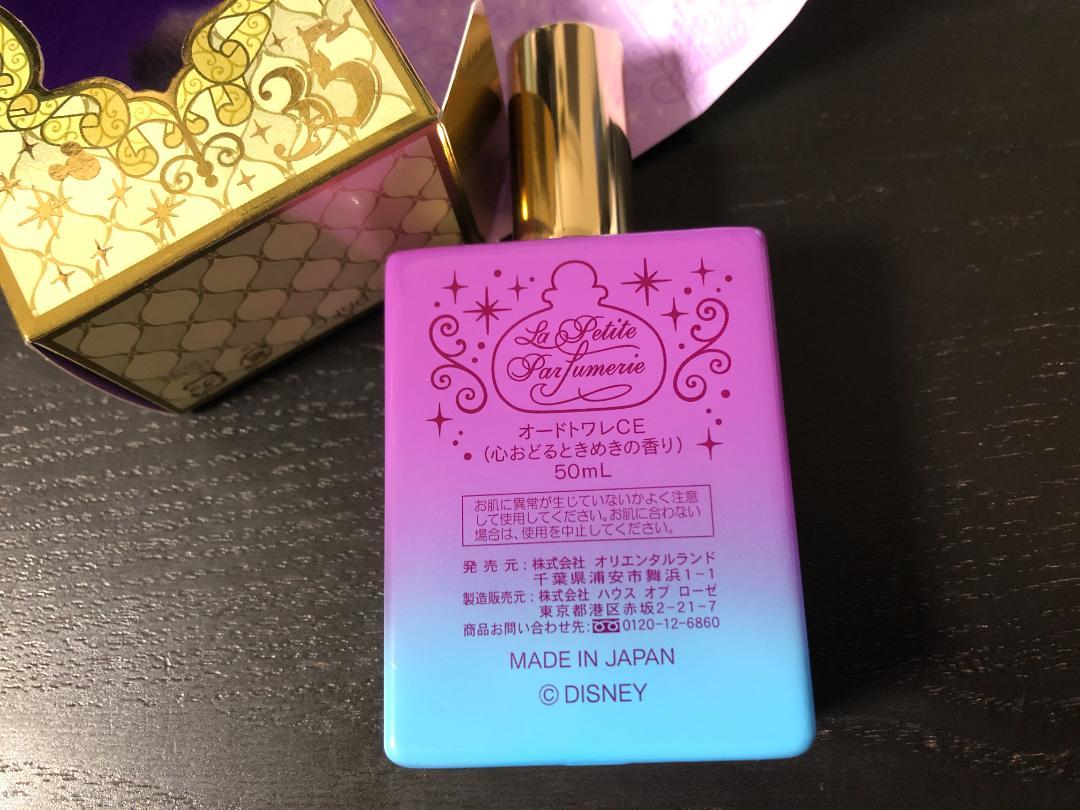 35
La Petite
Parfumerie
オードトワレCE
(心おどるときめきの香り)
50mL
お肌に異常が生じていないかよく注意
して使用してください。お肌に合わない
場合は、使用を中止してください。
発売元:株式会社 オリエンタルランド
千葉県浦安市舞浜1-1
製造販売元:株式会社 ハウス オブ ローゼ
東京都港区赤坂2-21-7
商品お問い合わせ先:0120-12-6860
MADE IN JAPAN
© DISNEY